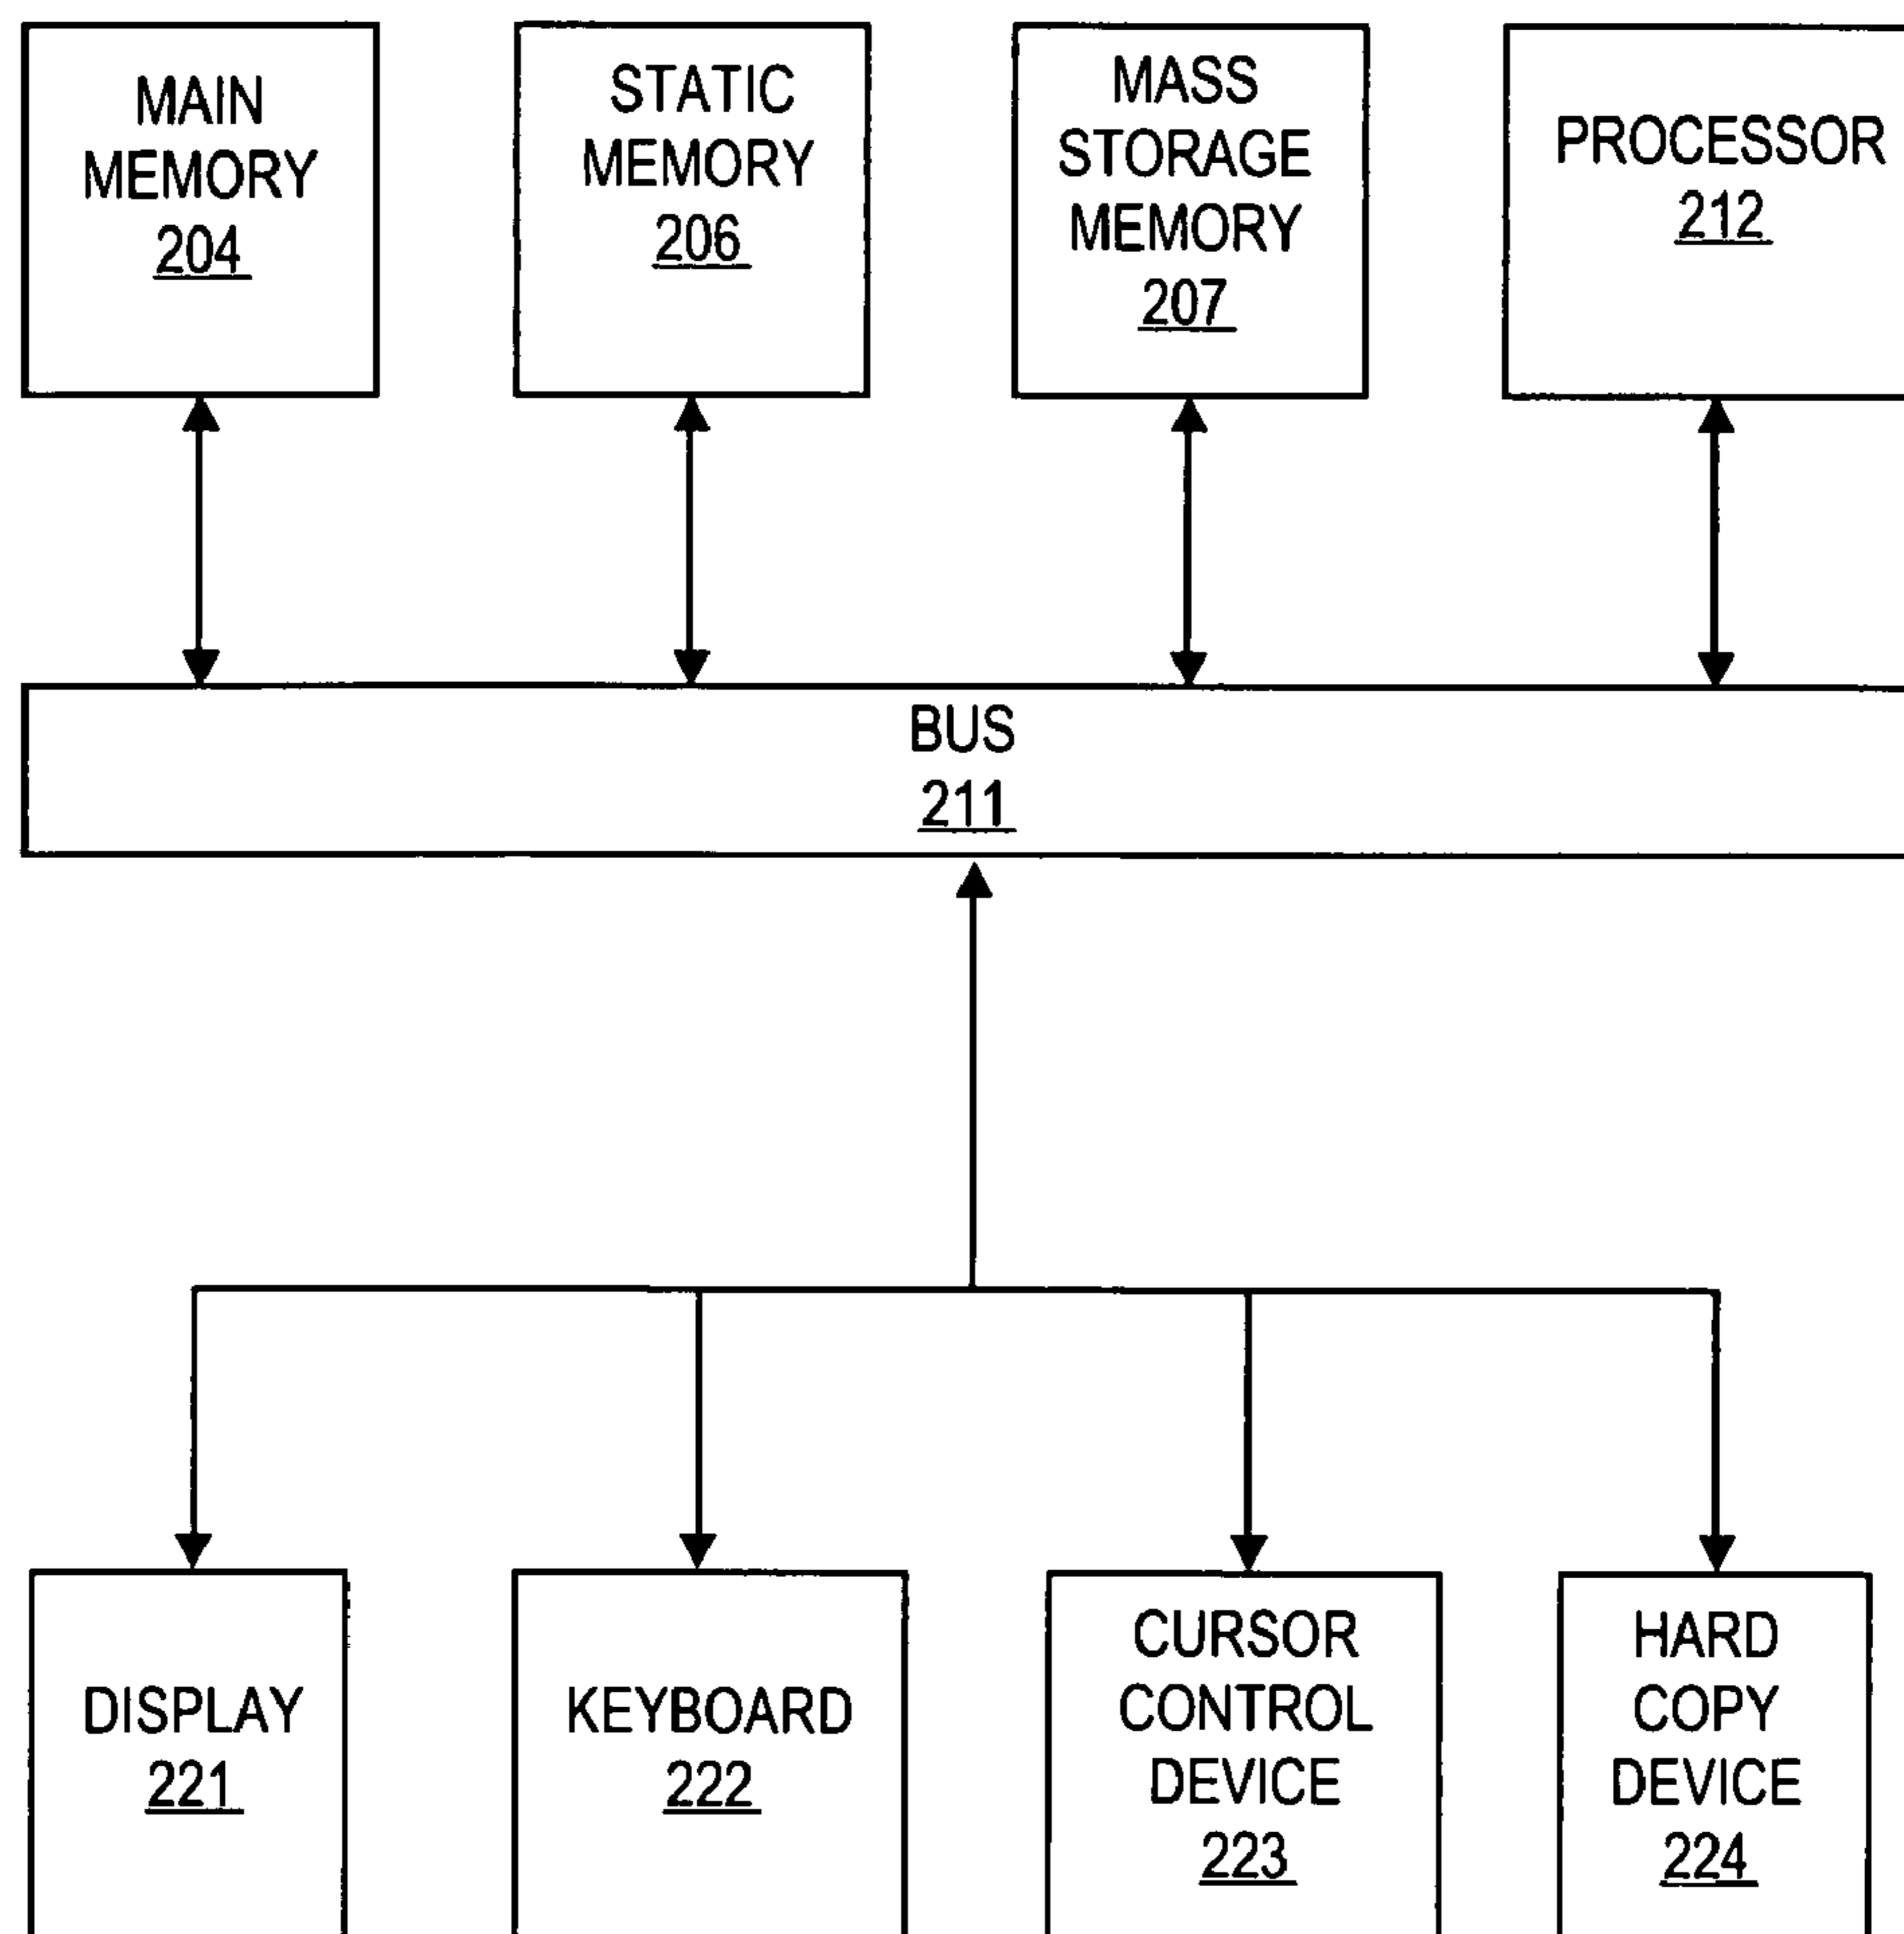 MAIN
MEMORY
204
STATIC
MEMORY
206
MASS
STORAGE
MEMORY
207
PROCESSOR
212
BUS
211
DISPLAY
221
KEYBOARD
222
CURSOR
CONTROL
DEVICE
223
HARD
COPY
DEVICE
224